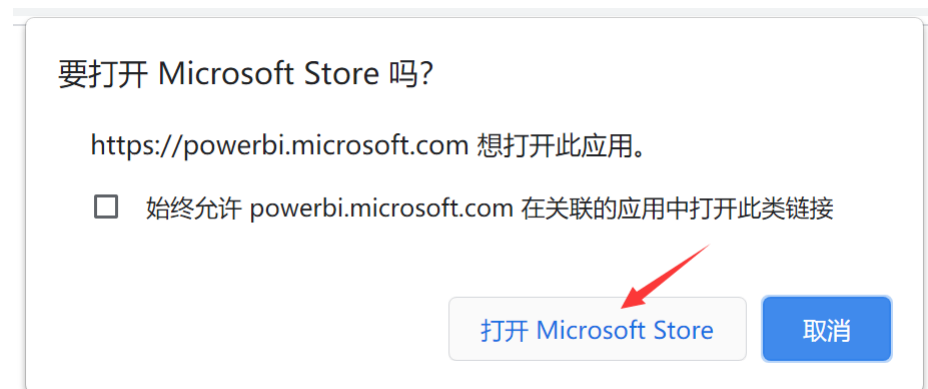 要打开 Microsoft Store 吗?
https://powerbi.microsoft.com 想打开此应用。
始终允许 powerbi.microsoft.com 在关联的应用中打开此类链接
打开 Microsoft Store
取消